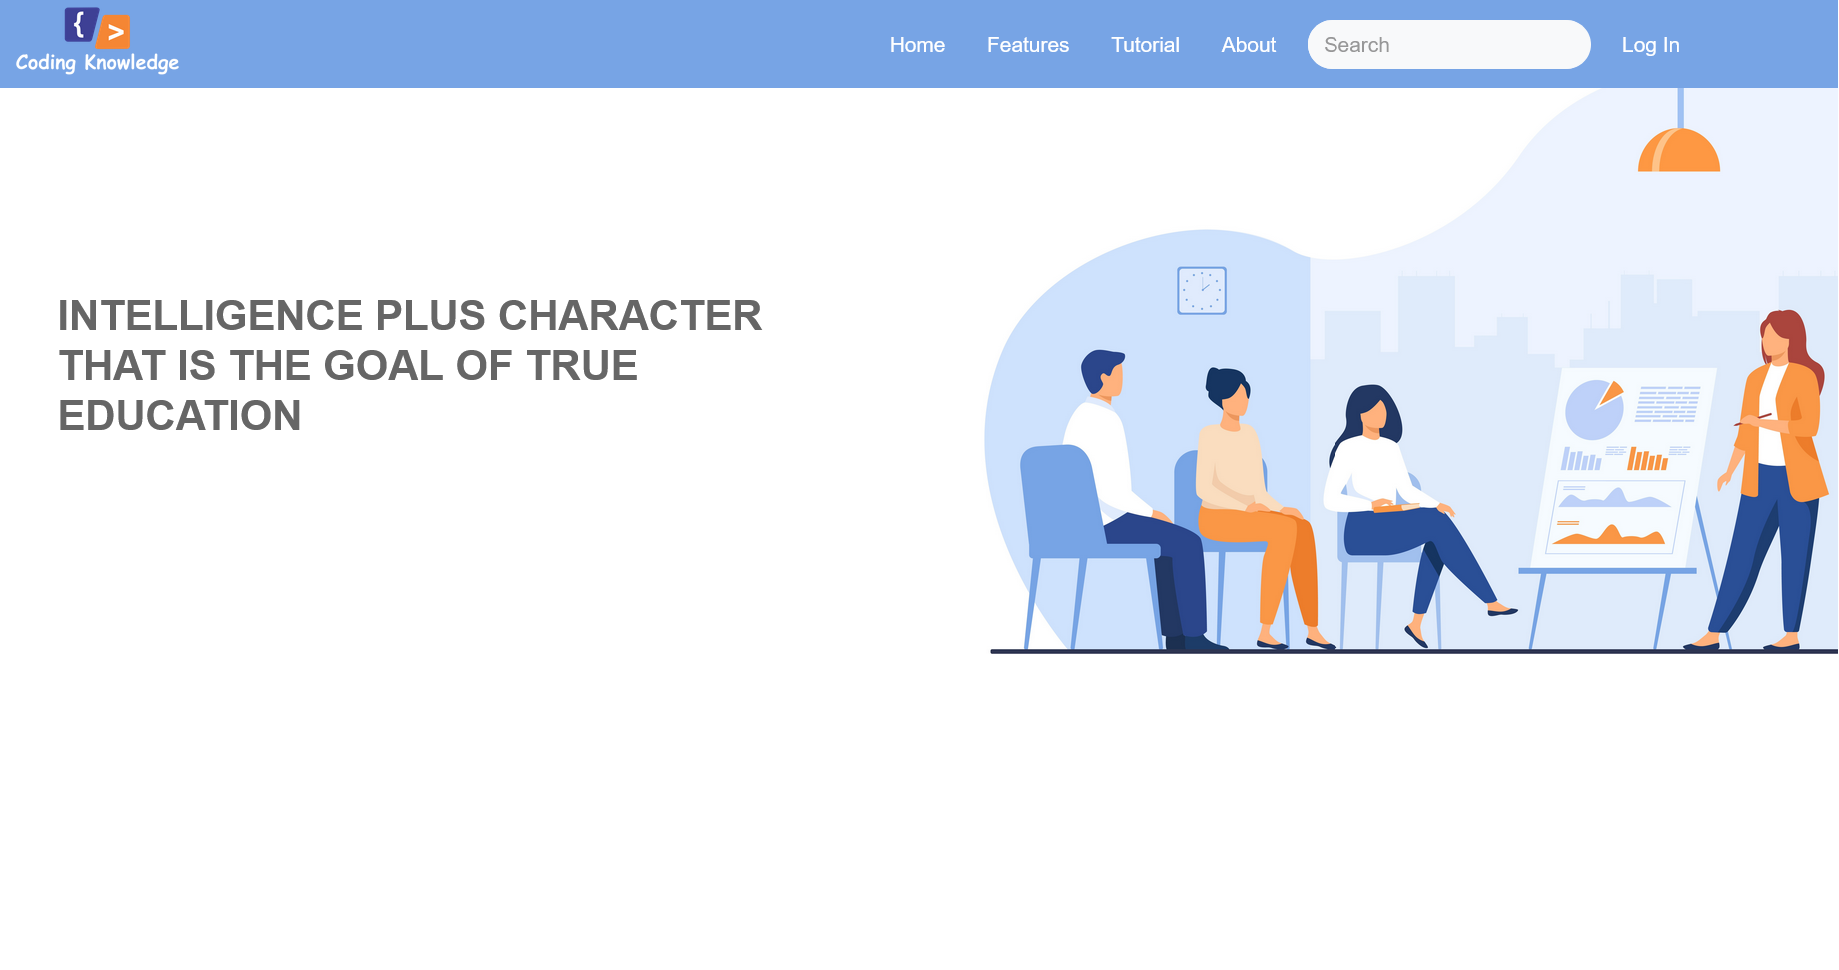 { >
Coding Knowledge
Home Features Tutorial About Search Log In
INTELLIGENCE PLUS CHARACTER
THAT IS THE GOAL OF TRUE
EDUCATION